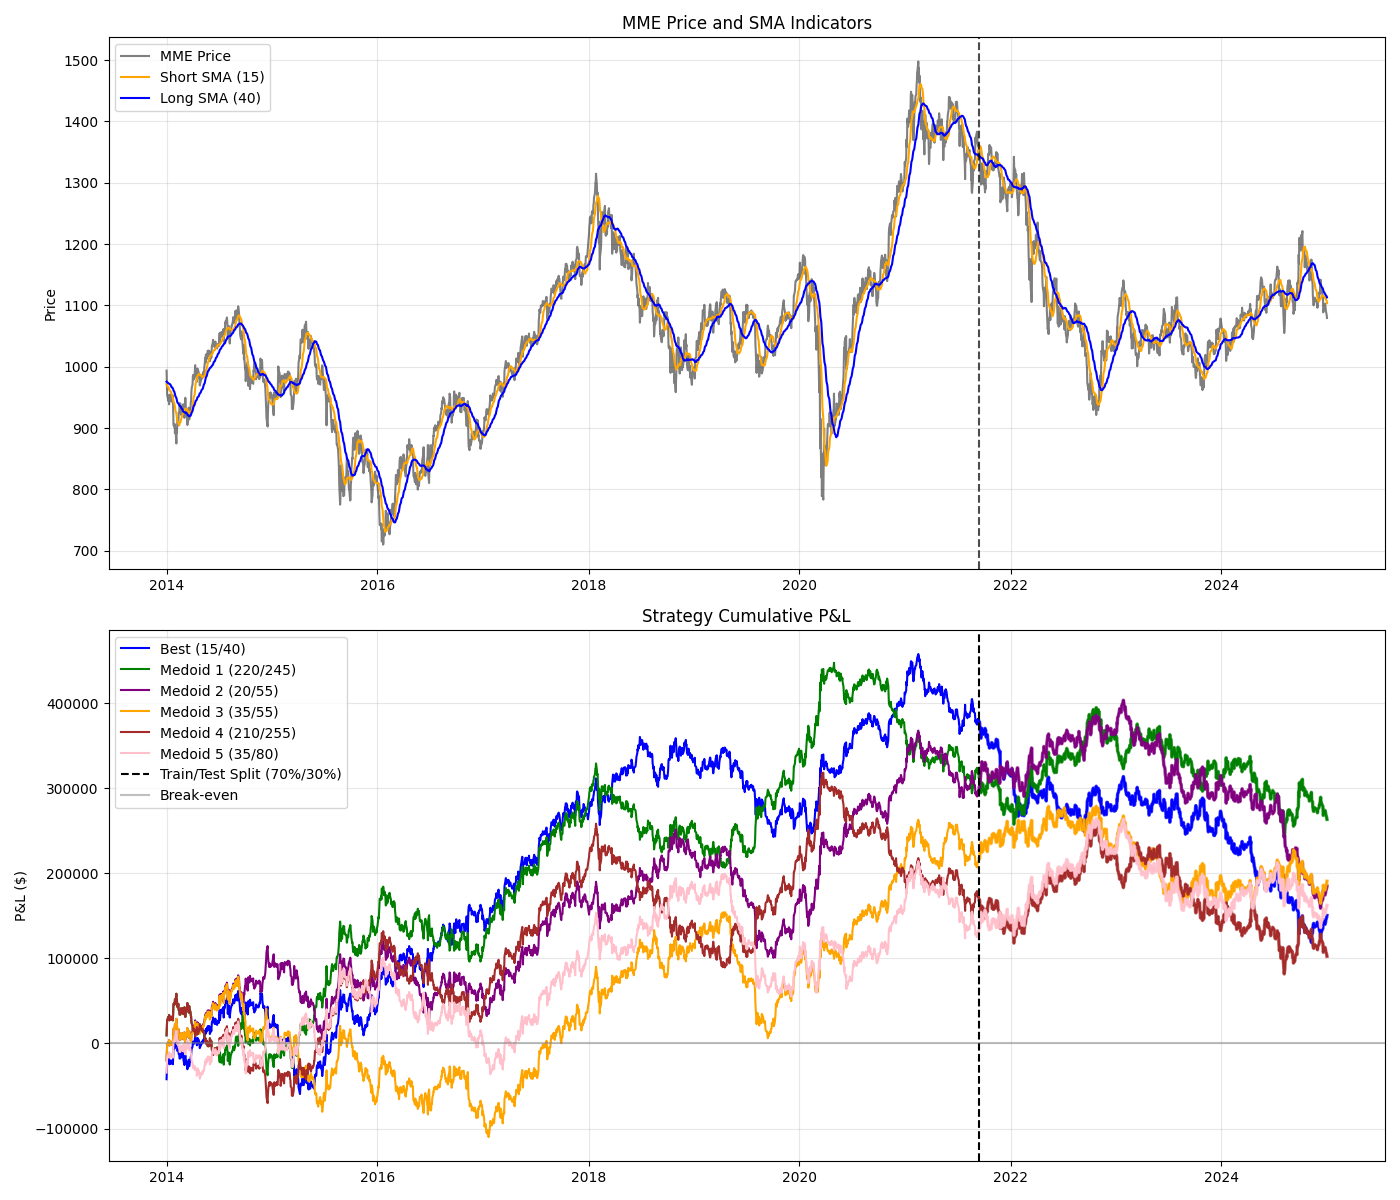 MME Price and SMA Indicators
MME Price
Short SMA (15)
Long SMA (40)
1500
1400
1300
1200
1100
1000
900
800
700
Price
2014
2016
2018
2020
2022
2024
Strategy Cumulative P&L
Best (15/40)
Medoid 1 (220/245)
Medoid 2 (20/55)
Medoid 3 (35/55)
Medoid 4 (210/255)
Medoid 5 (35/80)
Train/Test Split (70%/30%)
Break-even
400000
300000
200000
100000
0
−100000
P&L ($)
2014
2016
2018
2020
2022
2024